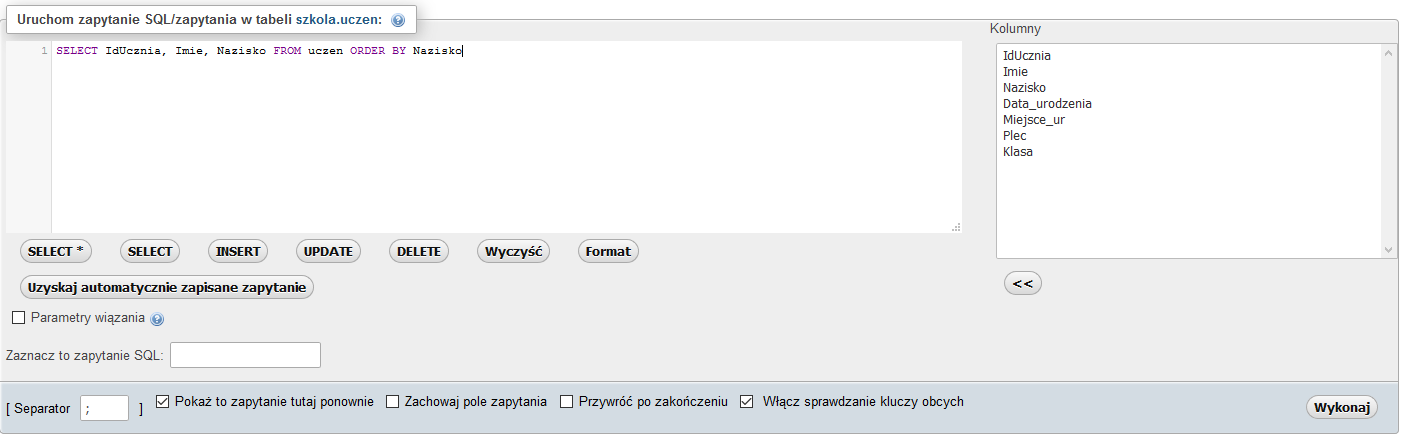 Uruchom zapytanie SQL/zapytania w tabeli szkola.uczen:
Kolumny
1 SELECT IdUcznia, Imie, Nazisko FROM uczen ORDER BY Nazisko
IdUcznia
Imie
Nazisko
Data_urodzenia
Miejsce_ur
Plec
Klasa
SELECT * SELECT INSERT UPDATE DELETE Wyczyść Format
<<
Uzyskaj automatycznie zapisane zapytanie
Parametry wiązania
Zaznacz to zapytanie SQL:
[ Separator ; ] Pokaż to zapytanie tutaj ponownie Zachowaj pole zapytania Przywróć po zakończeniu Włącz sprawdzanie kluczy obcych
Wykonaj